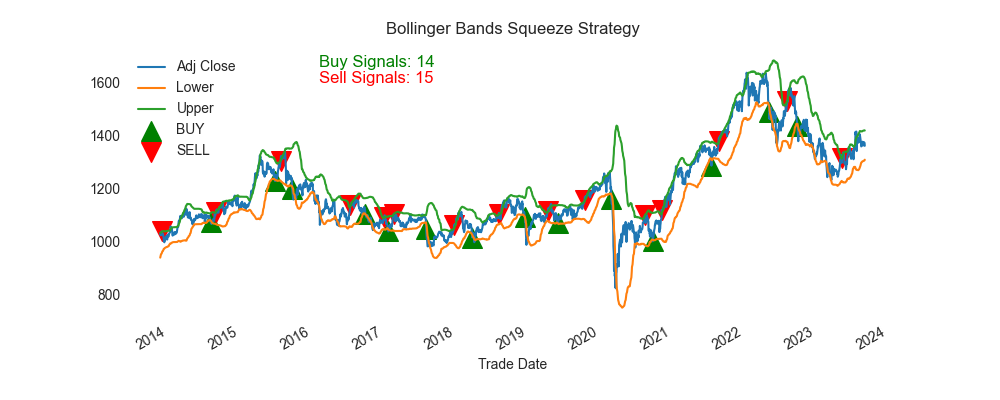 Bollinger Bands Squeeze Strategy
Buy Signals: 14
Sell Signals: 15
Adj Close
Lower
Upper
BUY
SELL
1600
1400
1200
1000
800
2014
2015
2016
2017
2018
2019
2020
2021
2022
2023
2024
Trade Date